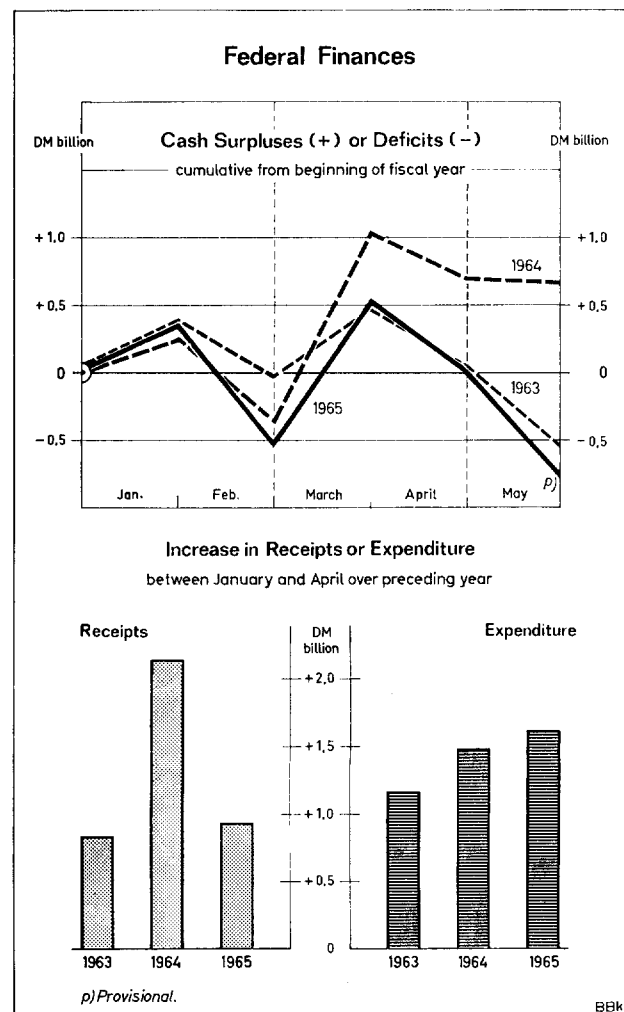 Federal Finances
DM billion
Cash Surpluses (+) or Deficits (–)
DM billion
cumulative from beginning of fiscal year
+ 1.0
+ 1.0
1964
+ 0.5
+ 0.5
0
0
1963
1965
– 0.5
– 0.5
p)
Jan.
Feb.
March
April
May
Increase in Receipts or Expenditure
between January and April over preceding year
Receipts
DM
billion
Expenditure
+ 2.0
+ 1.5
+ 1.0
+ 0.5
0
1963
1964
1965
1963
1964
1965
p) Provisional.
BBk